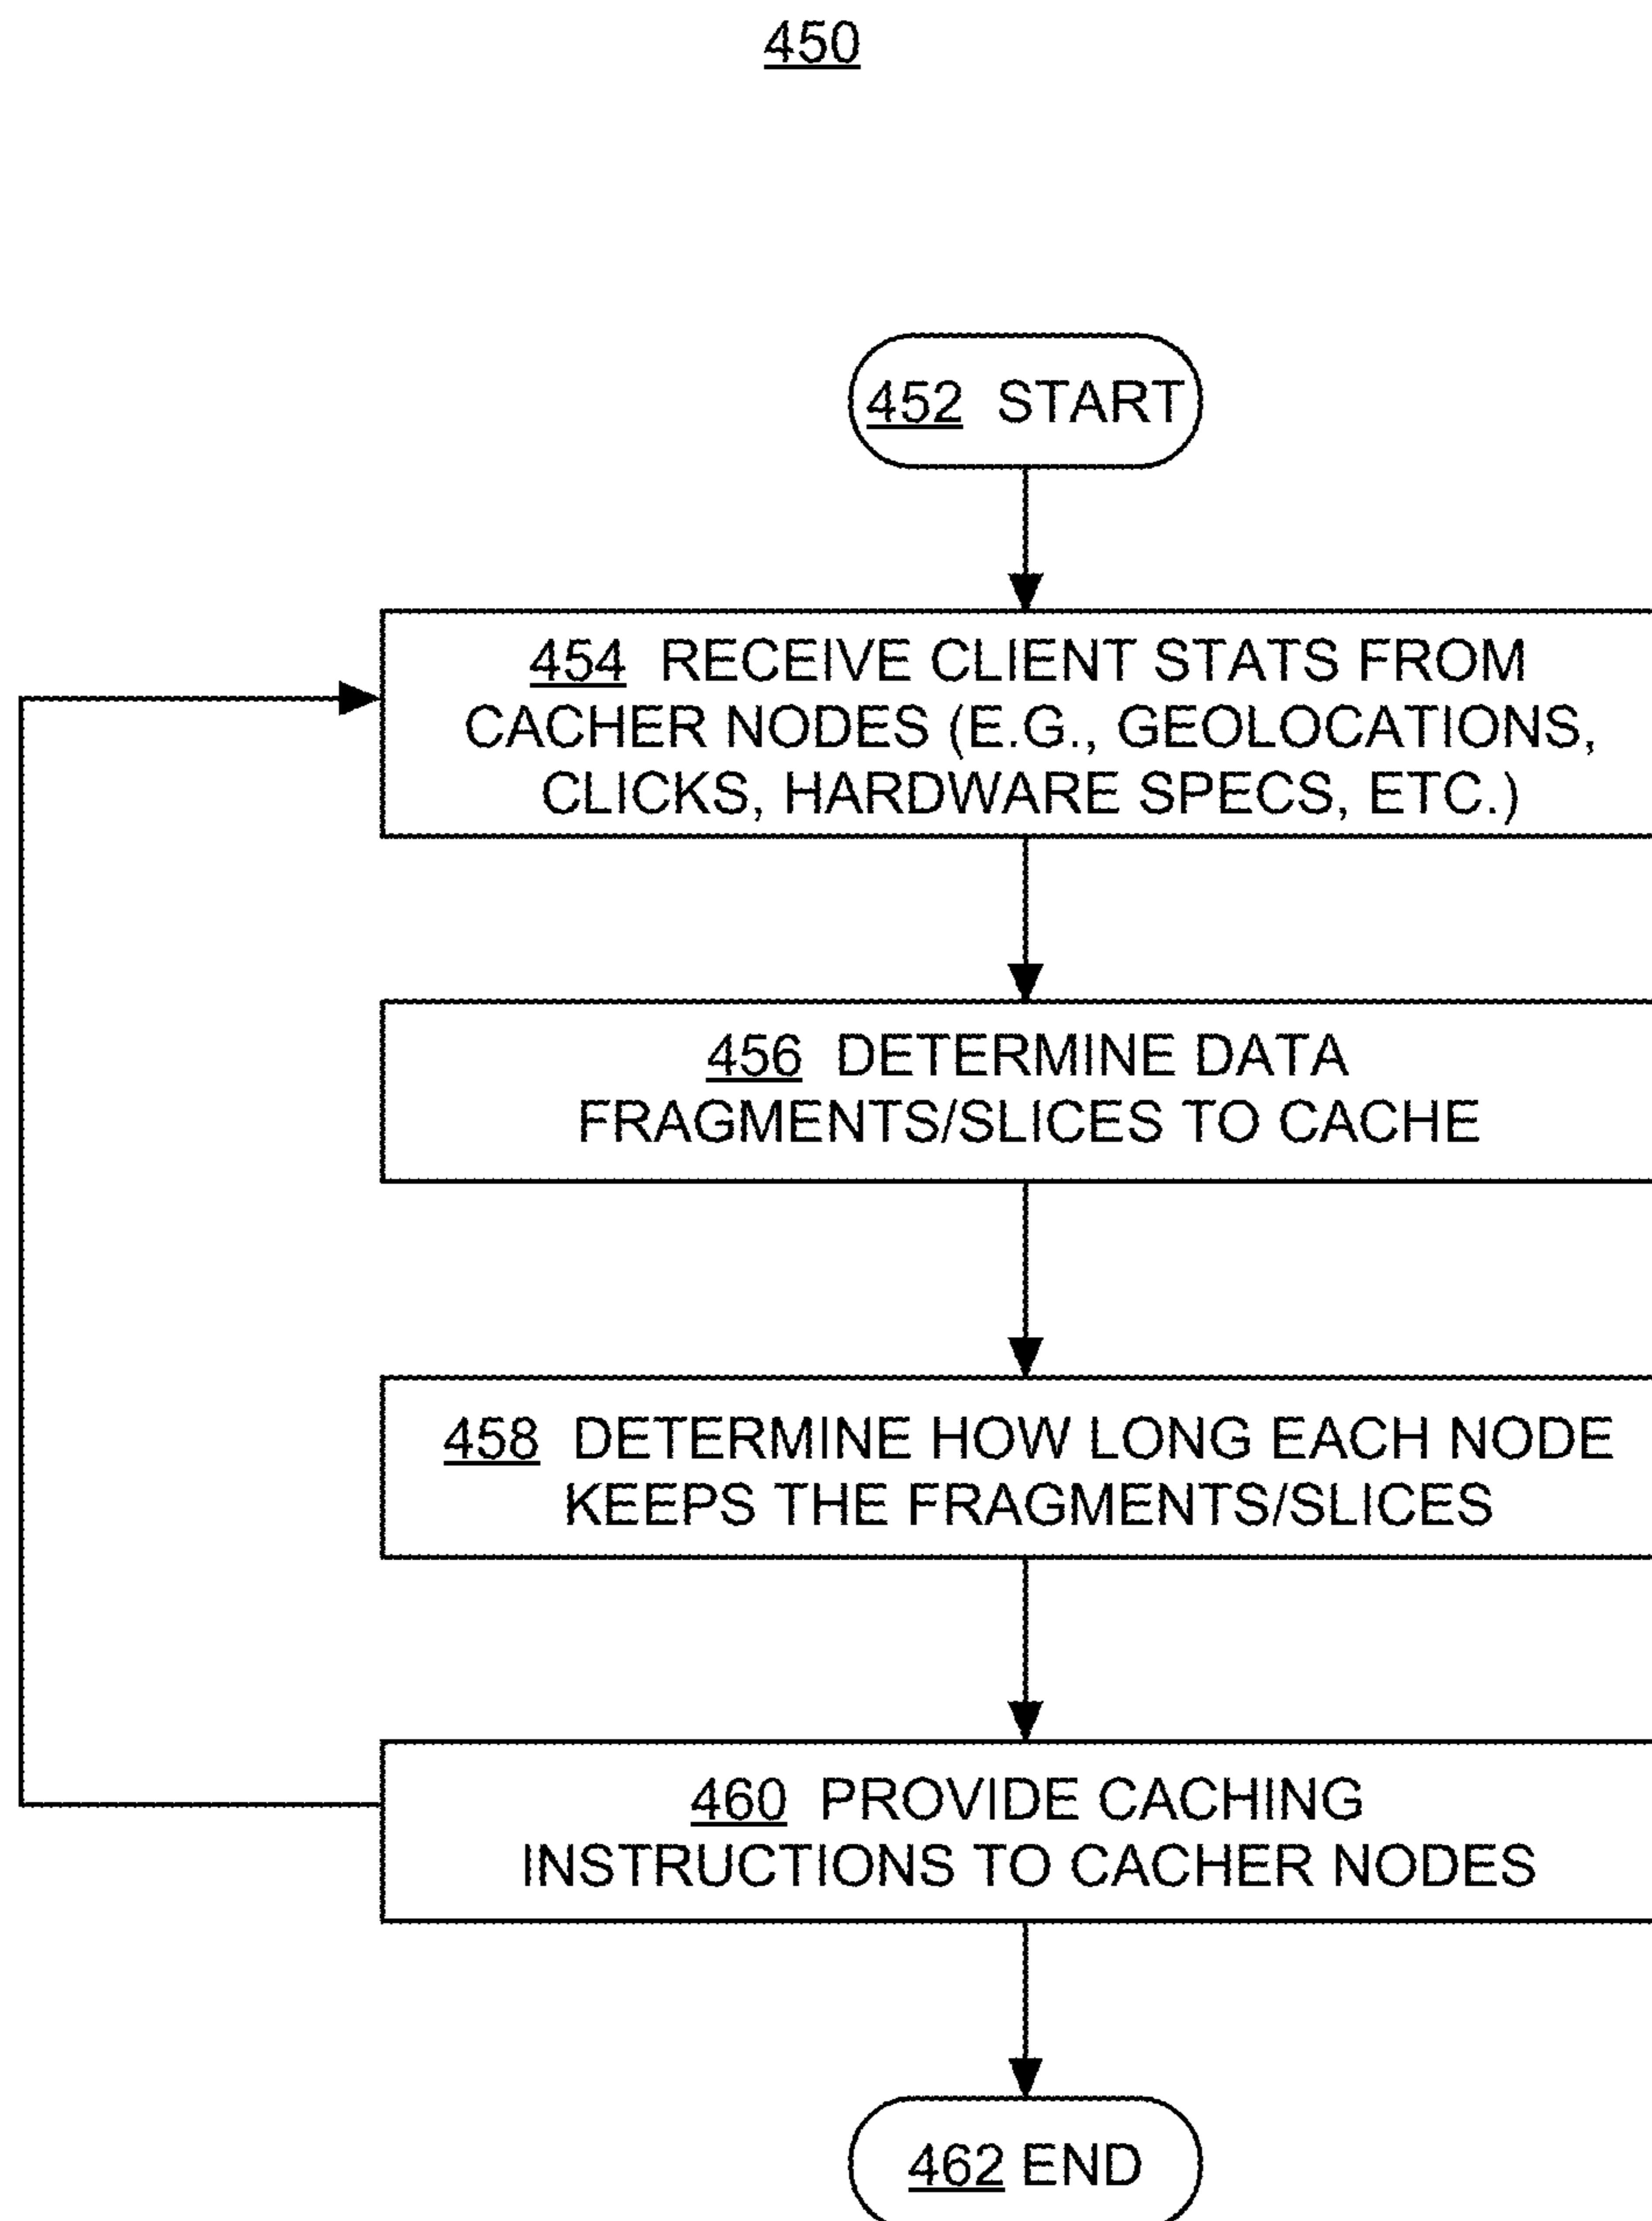 450
452 START
454 RECEIVE CLIENT STATS FROM
CACHER NODES (E.G., GEOLOCATIONS,
CLICKS, HARDWARE SPECS, ETC.)
456 DETERMINE DATA
FRAGMENTS/SLICES TO CACHE
458 DETERMINE HOW LONG EACH NODE
KEEPS THE FRAGMENTS/SLICES
460 PROVIDE CACHING
INSTRUCTIONS TO CACHER NODES
462 END